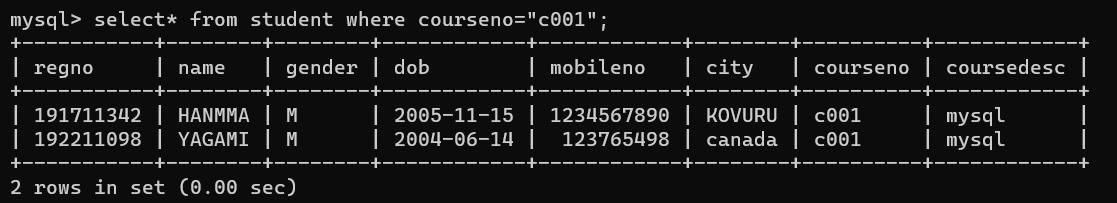 mysql> select* from student where courseno="c001";
+-----------+--------+--------+------------+------------+--------+----------+------------+
| regno     | name   | gender | dob        | mobileno   | city   | courseno | coursedesc |
+-----------+--------+--------+------------+------------+--------+----------+------------+
| 191711342 | HANMMA | M      | 2005-11-15 | 1234567890 | KOVURU | c001     | mysql      |
| 192211098 | YAGAMI | M      | 2004-06-14 |  123765498 | canada | c001     | mysql      |
+-----------+--------+--------+------------+------------+--------+----------+------------+
2 rows in set (0.00 sec)